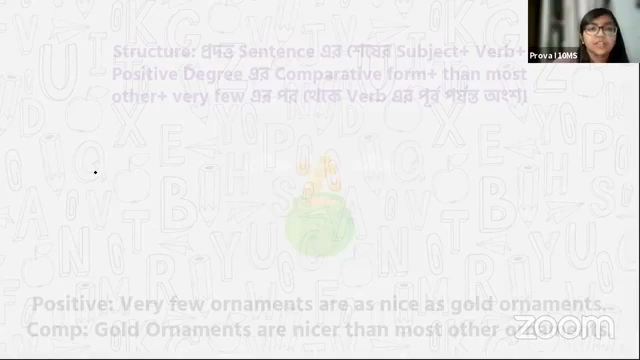 Structure: প্রদত্ত Sentence এর শেষের Subject+ Verb+
Positive Degree এর Comparative form+ than most
other+ very few এর পর থেকে Verb এর পূর্ব পর্যন্ত অংশ।
Prova I 10MS
Positive: Very few ornaments are as nice as gold ornaments.
Comp: Gold Ornaments are nicer than most other
zoom